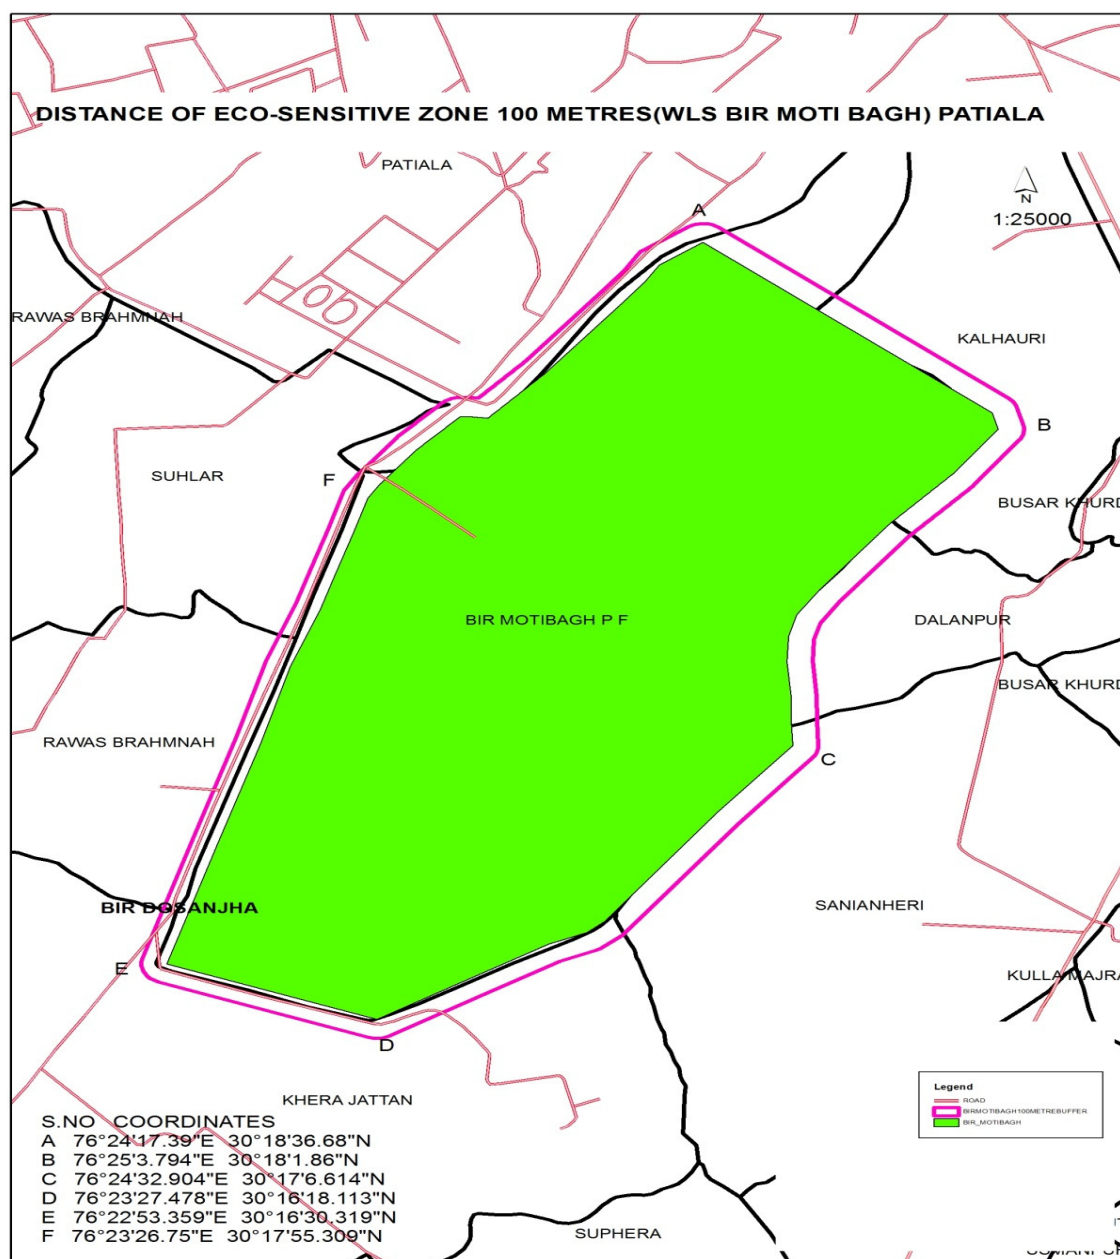 DISTANCE OF ECO-SENSITIVE ZONE 100 METRES(WLS BIR MOTI BAGH) PATIALA
PATIALA
N
1:25000
A
RAWAS BRAHMNAH
KALHAURI
B
SUHLAR
F
BUSAR KHURD
BIR MOTIBAGH P F
DALANPUR
BUSAR KHURD
RAWAS BRAHMNAH
C
BIR DOSANJHA
SANIANHERI
E
KULLA MAJRA
D
KHERA JATTAN
Legend
ROAD
BIRMOTIBAGH100METREBUFFER
BIR_MOTIBAGH
S.NO COORDINATES
A 76°24'17.39"E 30°18'36.68"N
B 76°25'3.794"E 30°18'1.86"N
C 76°24'32.904"E 30°17'6.614"N
D 76°23'27.478"E 30°16'18.113"N
E 76°22'53.359"E 30°16'30.319"N
F 76°23'26.75"E 30°17'55.309"N
SUPHERA